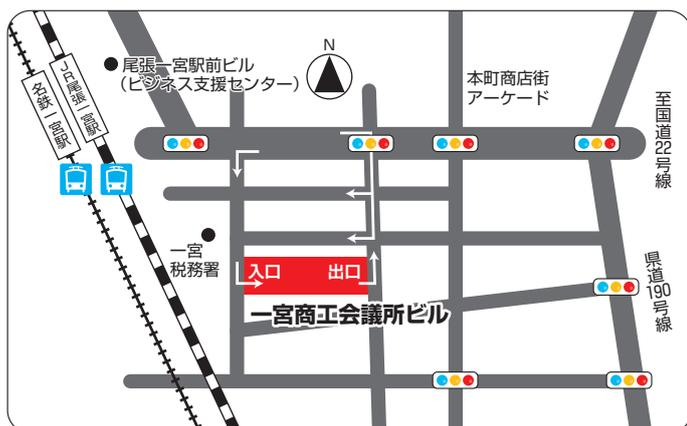 尾張一宮駅前ビル
(ビジネス支援センター)
N
本町商店街
アーケード
至国道22号線
JR尾張一宮駅
名鉄一宮駅
一宮
税務署
入口
出口
一宮商工会議所ビル
県道190号線